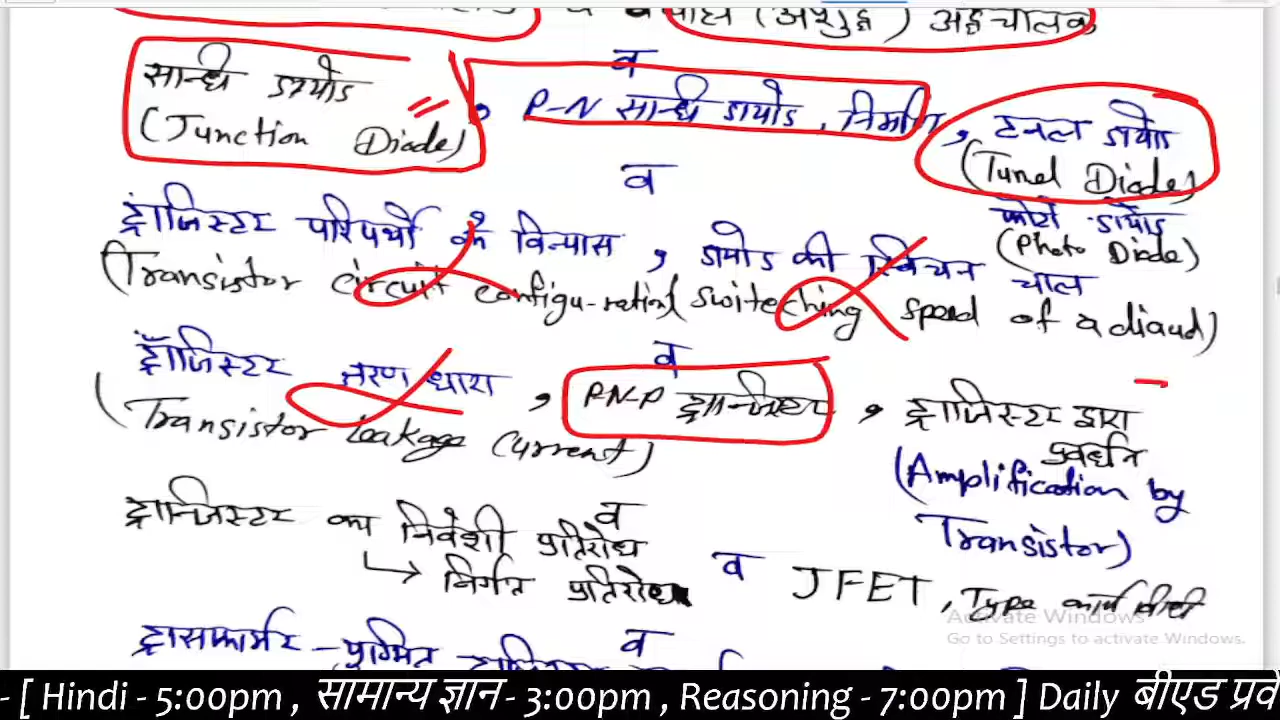 व बाह्य (अशुद्ध) अर्द्धचालक
व
सान्धि डायोड
(Junction Diode)
, P-N सान्धि डायोड, निर्माण,
टनल डायोड
(Tunel Diode)
व
फोटो डायोड
(Photo Diode)
ट्रांजिस्टर परिपथों के विन्यास , डायोड की स्विचन चाल
(Transistor circuit configu-ration) switeching speed of a diaud)
व
ट्रॉंजिस्टर क्षरण धारा , P-N-P ट्रान्जिस्टर , ट्रांजिस्टर द्वारा
प्रवर्धन
(Transistor Leakage Current)
(Amplification by
Transistor)
व
ट्रान्जिस्टर का निवेशी प्रतिरोध
→ निर्गत प्रतिरोध
व JFET, Type कार्य विधी
व
ट्रांसफार्मर - युग्मित
Activate Windows
Go to Settings to activate Windows.
- [ Hindi - 5:00pm , सामान्य ज्ञान - 3:00pm , Reasoning - 7:00pm ] Daily बीएड प्रवे